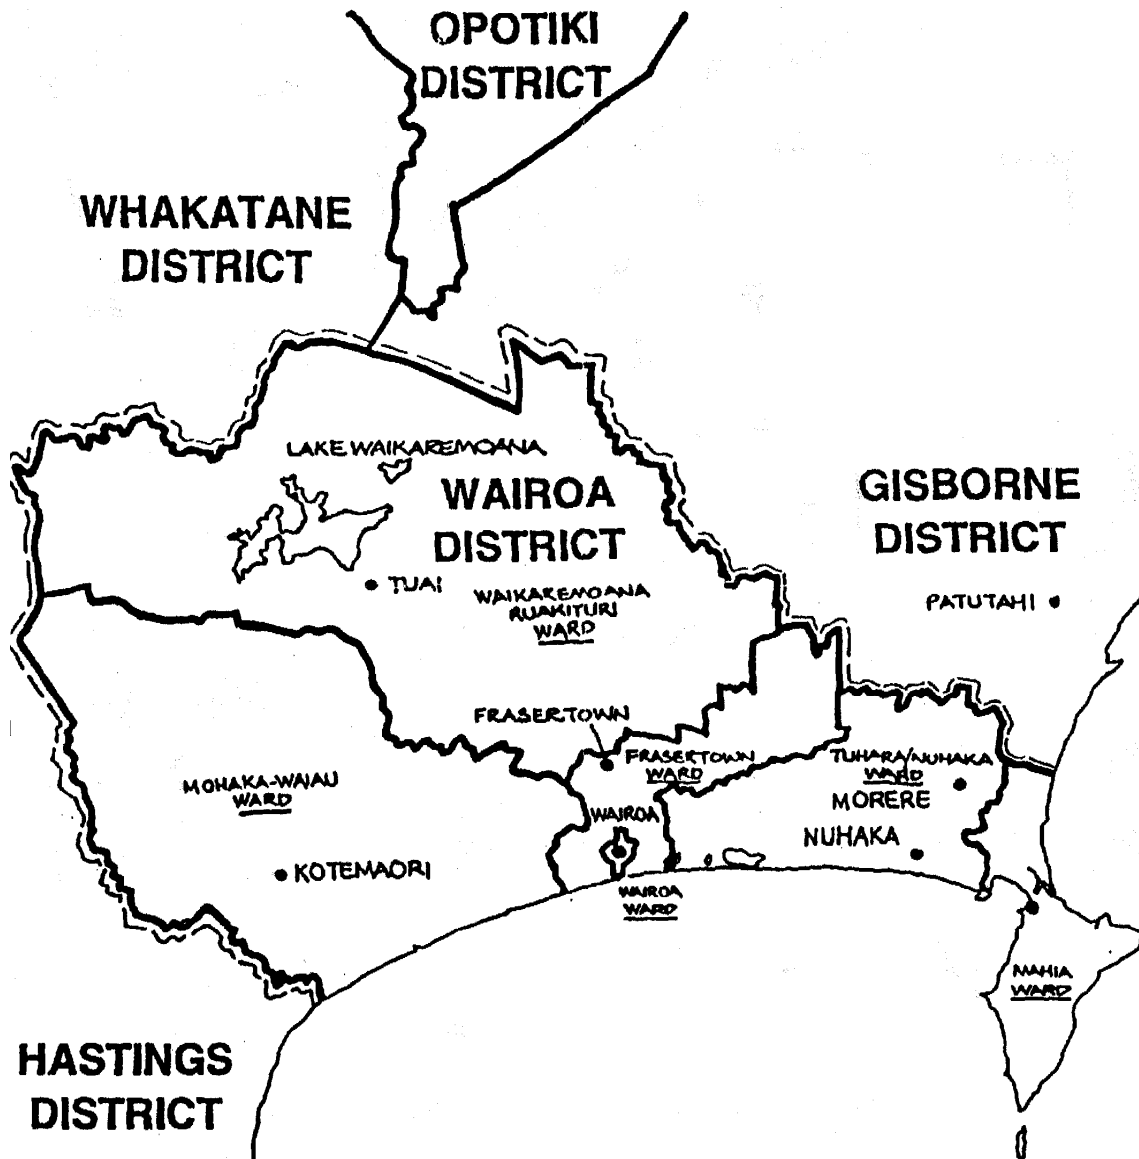 OPOTIKI
DISTRICT
WHAKATANE
DISTRICT
LAKE WAIKAREMOANA
WAIROA
DISTRICT
GISBORNE
DISTRICT
TUAI
WAIKAREMOANA
RUAKITURI
WARD
PATUTAHI
FRASERTOWN
FRASERTOWN
WARD
TUHARA/NUHAKA
WARD
MORERE
MOHAKA-WAIAU
WARD
WAIROA
NUHAKA
KOTEMAORI
WAIROA
WARD
MAHIA
WARD
HASTINGS
DISTRICT